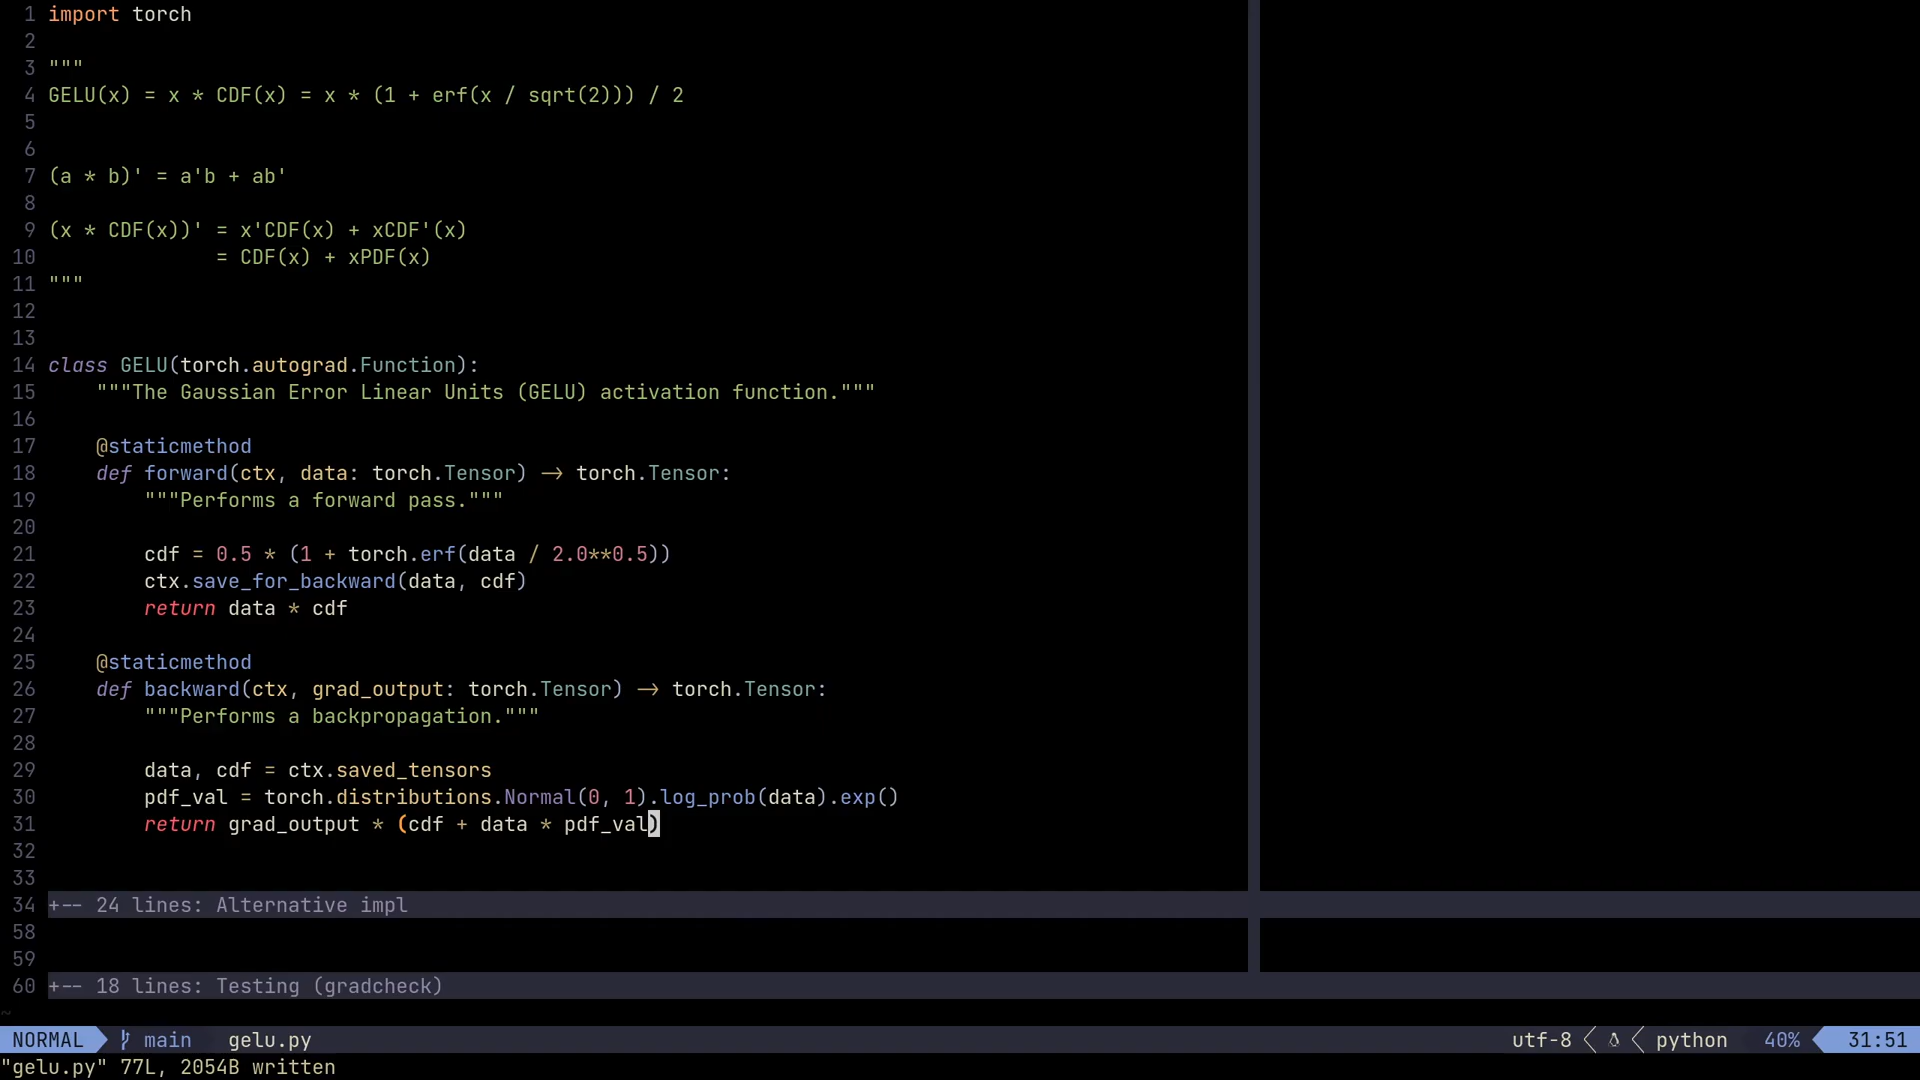 1 import torch
2
3 """
4 GELU(x) = x * CDF(x) = x * (1 + erf(x / sqrt(2))) / 2
5
6
7 (a * b)' = a'b + ab'
8
9 (x * CDF(x))' = x'CDF(x) + xCDF'(x)
10               = CDF(x) + xPDF(x)
11 """
12
13
14 class GELU(torch.autograd.Function):
15     """The Gaussian Error Linear Units (GELU) activation function."""
16
17     @staticmethod
18     def forward(ctx, data: torch.Tensor) -> torch.Tensor:
19         """Performs a forward pass."""
20
21         cdf = 0.5 * (1 + torch.erf(data / 2.0**0.5))
22         ctx.save_for_backward(data, cdf)
23         return data * cdf
24
25     @staticmethod
26     def backward(ctx, grad_output: torch.Tensor) -> torch.Tensor:
27         """Performs a backpropagation."""
28
29         data, cdf = ctx.saved_tensors
30         pdf_val = torch.distributions.Normal(0, 1).log_prob(data).exp()
31         return grad_output * (cdf + data * pdf_val)
32
33
34 +-- 24 lines: Alternative impl
58
59
60 +-- 18 lines: Testing (gradcheck)
~
NORMAL main gelu.py utf-8 python 40% 31:51
"gelu.py" 77L, 2054B written